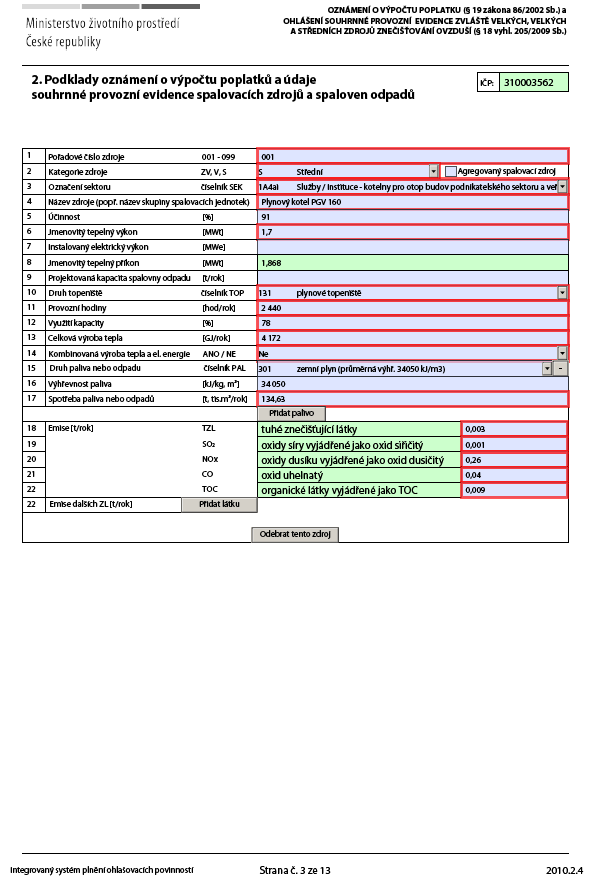 Ministerstvo životního prostředí
České republiky
OZNÁMENÍ O VÝPOČTU POPLATKU (§ 19 zákona 86/2002 Sb.) a
OHLÁŠENÍ SOUHRNNÉ PROVOZNÍ EVIDENCE ZVLÁŠTĚ VELKÝCH, VELKÝCH
A STŘEDNÍCH ZDROJŮ ZNEČIŠŤOVÁNÍ OVZDUŠÍ (§ 18 vyhl. 205/2009 Sb.)
2. Podklady oznámení o výpočtu poplatků a údaje
souhrnné provozní evidence spalovacích zdrojů a spaloven odpadů
IČP: 310003562
1 Pořadové číslo zdroje 001 - 099 001
2 Kategorie zdroje ZV, V, S S Střední Agregovaný spalovací zdroj
3 Označení sektoru číselník SEK 1A4ai Služby / Instituce - kotelny pro otop budov podnikatelského sektoru a veř
4 Název zdroje (popř. název skupiny spalovacích jednotek) Plynový kotel PGV 160
5 Účinnost [%] 91
6 Jmenovitý tepelný výkon [MWt] 1,7
7 Instalovaný elektrický výkon [MWe]
8 Jmenovitý tepelný příkon [MWt] 1,868
9 Projektovaná kapacita spalovny odpadu [t/rok]
10 Druh topeniště číselník TOP 131 plynové topeniště
11 Provozní hodiny [hod/rok] 2 440
12 Využití kapacity [%] 78
13 Celková výroba tepla [GJ/rok] 4 172
14 Kombinovaná výroba tepla a el. energie ANO / NE Ne
15 Druh paliva nebo odpadu číselník PAL 301 zemní plyn (průměrná výhř. 34050 kJ/m3) -
16 Výhřevnost paliva [kJ/kg, m³] 34 050
17 Spotřeba paliva nebo odpadů [t, tis.m³/rok] 134,63
Přidat palivo
18 Emise [t/rok] TZL tuhé znečišťující látky 0,003
19 SO₂ oxidy síry vyjádřené jako oxid siřičitý 0,001
20 NOx oxidy dusíku vyjádřené jako oxid dusičitý 0,26
21 CO oxid uhelnatý 0,04
22 TOC organické látky vyjádřené jako TOC 0,009
22 Emise dalších ZL [t/rok] Přidat látku
Odebrat tento zdroj
Integrovaný systém plnění ohlašovacích povinností Strana č. 3 ze 13 2010.2.4